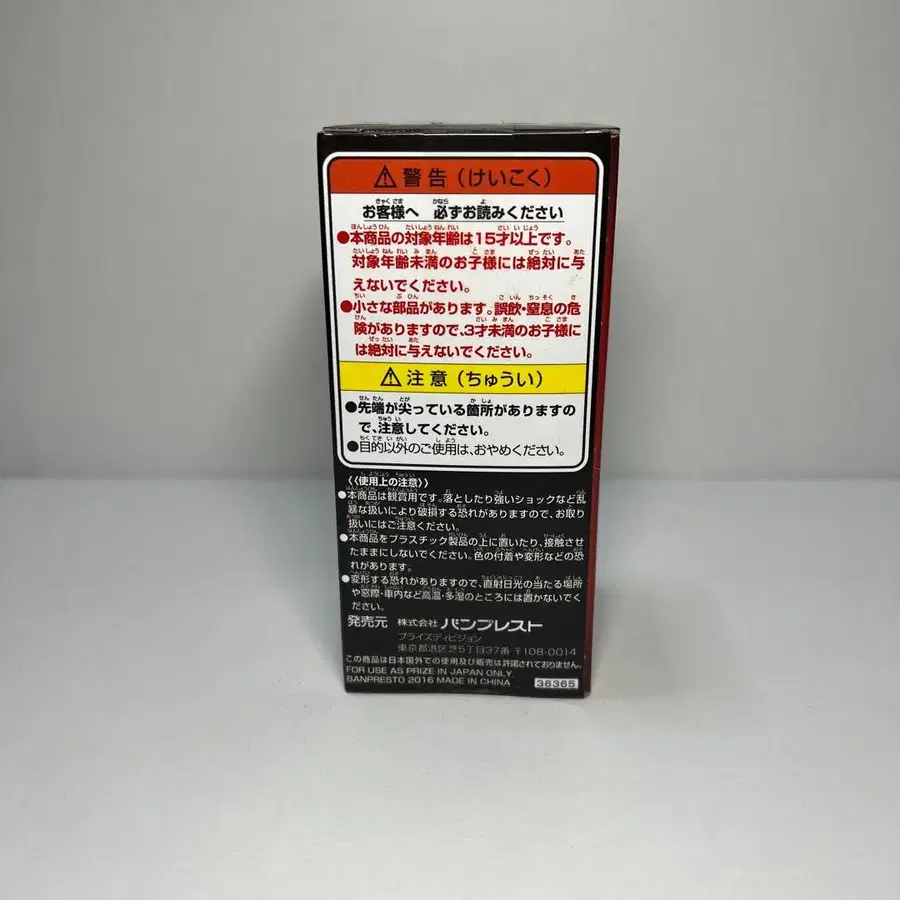 ⚠警告(けいこく)
お客様へ 必ずお読みください
●本商品の対象年齢は15才以上です。
対象年齢未満のお子様には絶対に与
えないでください。
●小さな部品があります。誤飲・窒息の危
険がありますので、3才未満のお子様に
は絶対に与えないでください。
⚠注意(ちゅうい)
●先端が尖っている箇所がありますの
で、注意してください。
●目的以外のご使用は、おやめください。
《使用上の注意》
●本商品は観賞用です。落としたり強いショックなど乱
暴な扱いにより破損する恐れがありますので、お取り
扱いにはご注意ください。
●本商品をプラスチック製品の上に置いたり、接触させ
たままにしないでください。色の付着や変形などの恐
れがあります。
●変形する恐れがありますので、直射日光の当たる場所
や窓際・車内など高温・多湿のところには置かないでく
ださい。
発売元 株式会社 バンプレスト
プライズディビジョン
東京都港区芝5丁目37番 〒108-0014
この商品は日本国外での使用及び販売は許諾されておりません。
FOR USE AS PRIZE IN JAPAN ONLY.
BANPRESTO 2016 MADE IN CHINA
36365